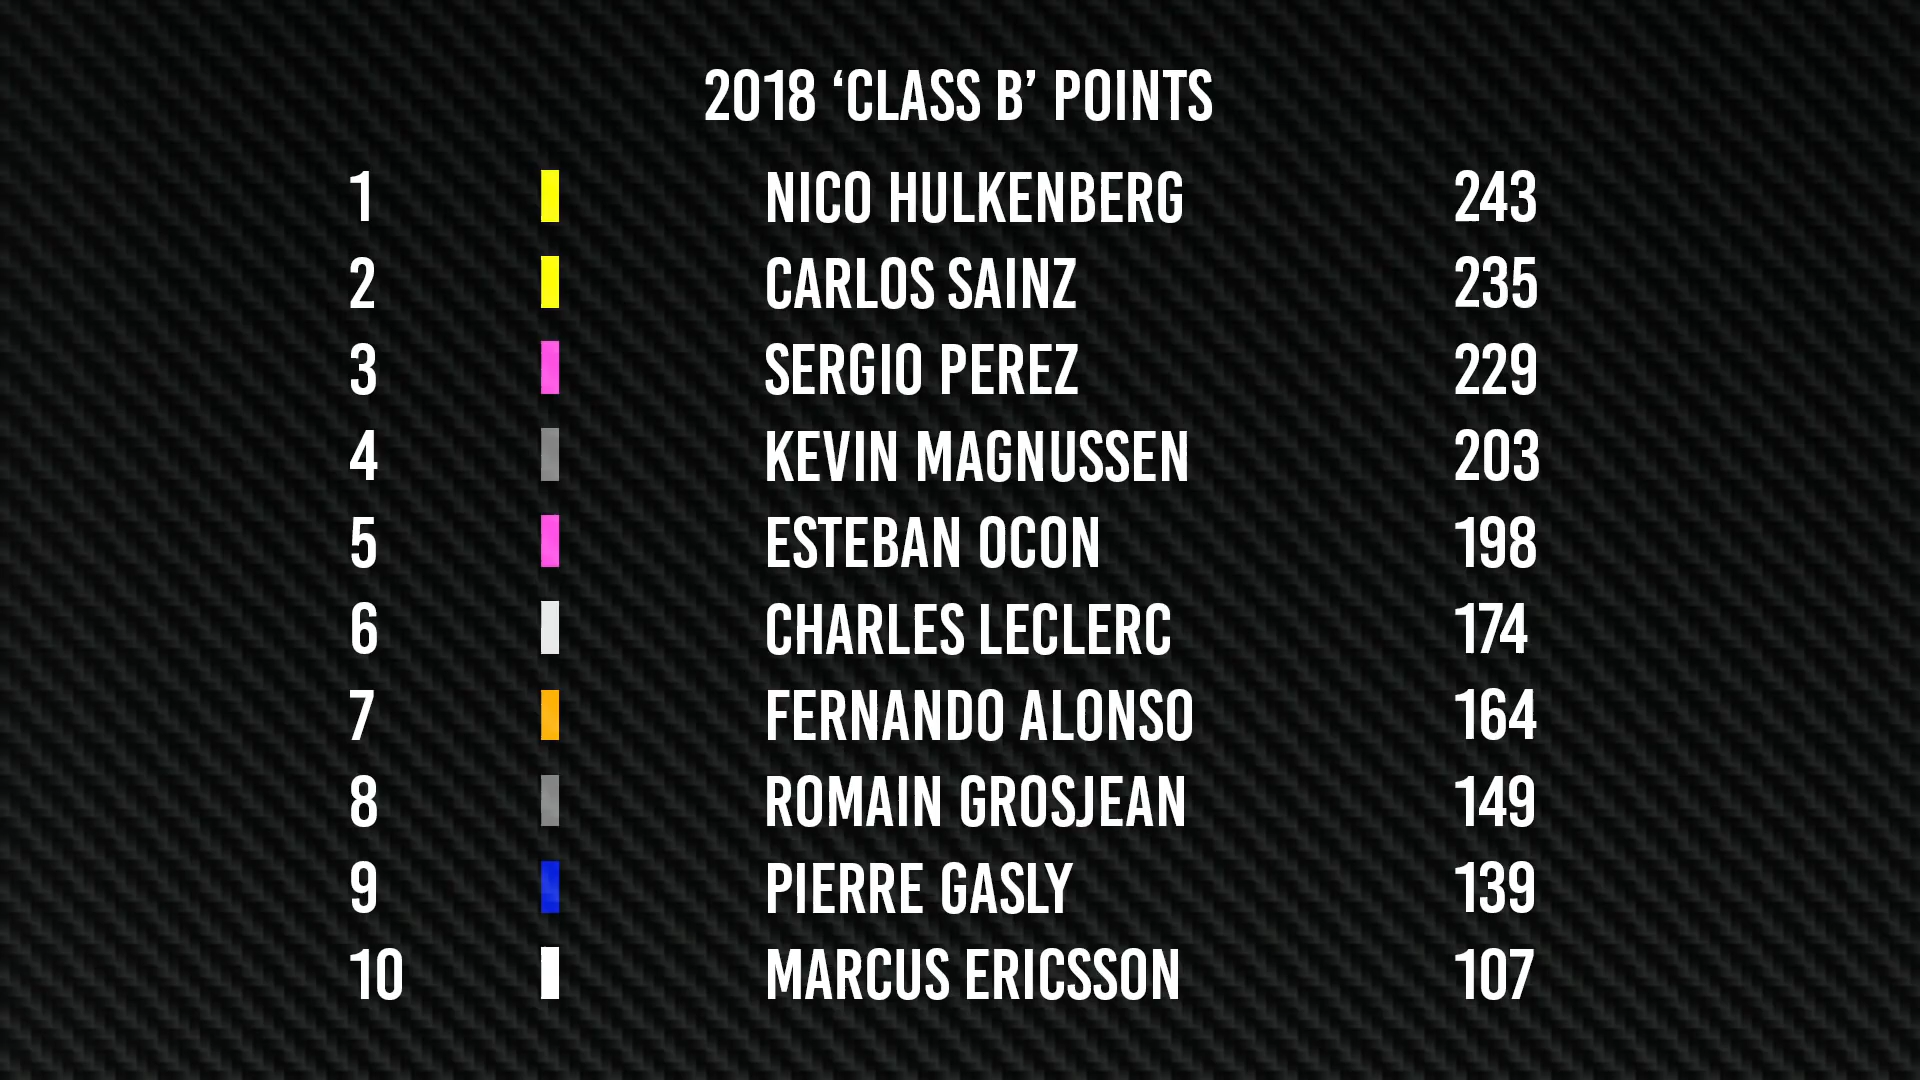 2018 ‘CLASS B’ POINTS
1 NICO HULKENBERG 243
2 CARLOS SAINZ 235
3 SERGIO PEREZ 229
4 KEVIN MAGNUSSEN 203
5 ESTEBAN OCON 198
6 CHARLES LECLERC 174
7 FERNANDO ALONSO 164
8 ROMAIN GROSJEAN 149
9 PIERRE GASLY 139
10 MARCUS ERICSSON 107